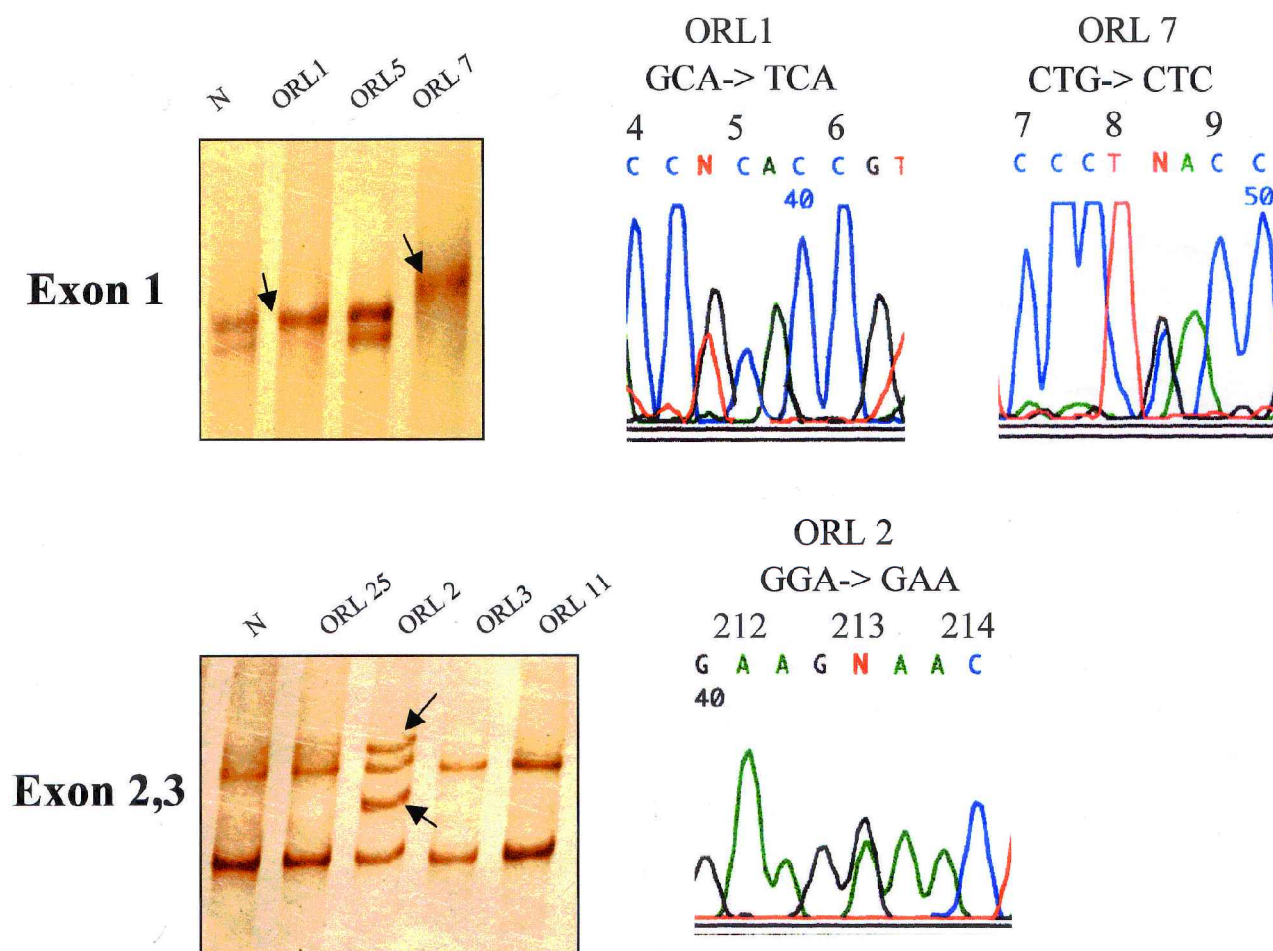 ORL1
GCA-> TCA
4 5 6
C C N C A C C G T
40
ORL 7
CTG-> CTC
7 8 9
C C C T N A C C
50
N ORL1 ORL5 ORL 7
Exon 1
ORL 2
GGA-> GAA
212 213 214
G A A G N A A C
40
N ORL 25 ORL 2 ORL3 ORL 11
Exon 2,3